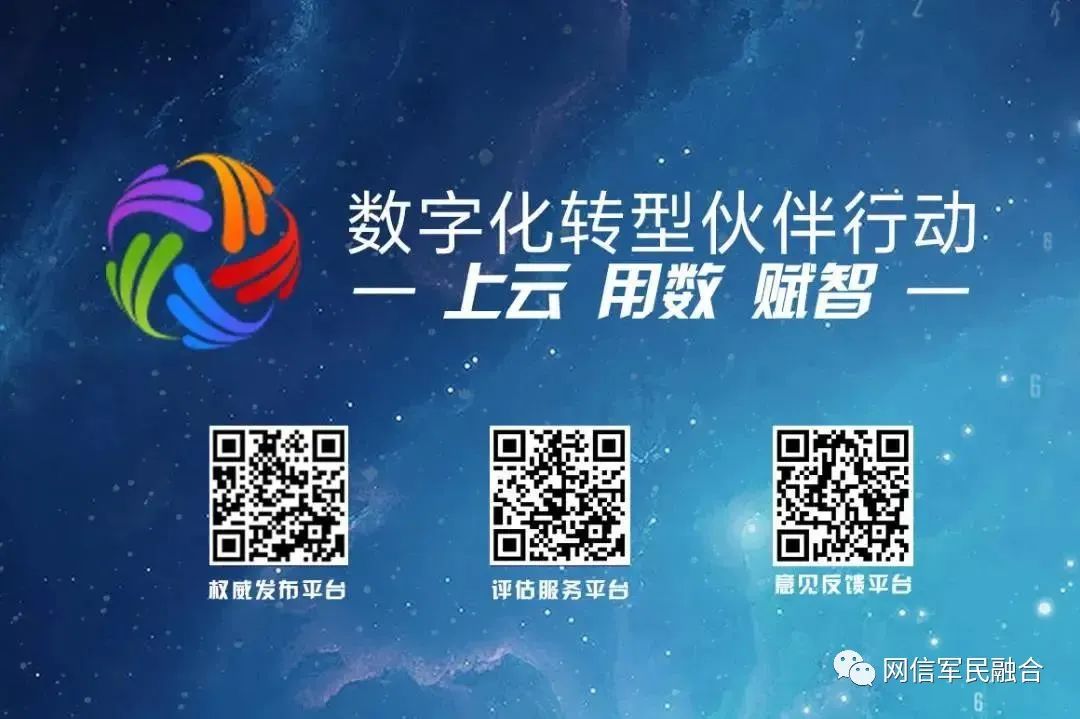 数字化转型伙伴行动
— 上云 用数 赋智 —
权威发布平台
评估服务平台
意见反馈平台
网信军民融合